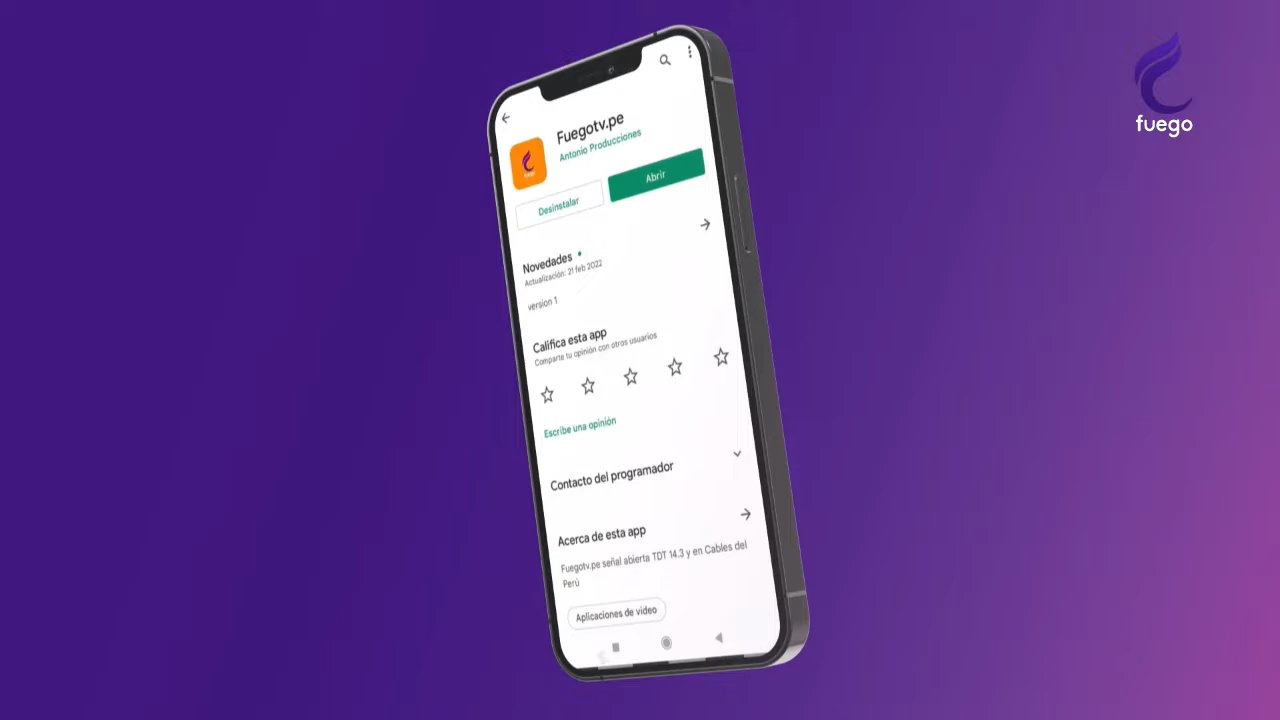 fuego
Fuegotv.pe
Antonio Producciones
fuego
Desinstalar
Abrir
Novedades
Actualización: 21 feb 2022
version 1
Califica esta app
Comparte tu opinión con otros usuarios
Escribe una opinión
Contacto del programador
Acerca de esta app
Fuegotv.pe señal abierta TDT 14.3 y en Cables del
Perú
Aplicaciones de video